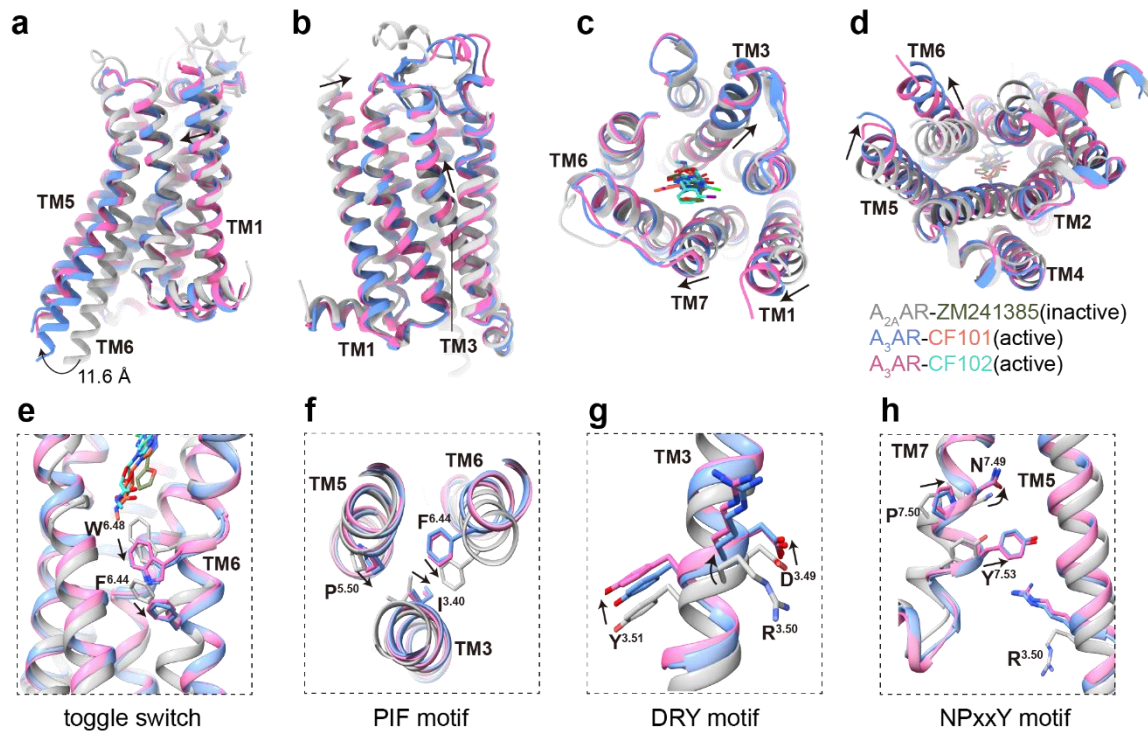 a
TM5
TM1
TM6
11.6 Å
b
TM1
TM3
c
TM3
TM6
TM7
TM1
d
TM6
TM5
TM2
TM4
A2AAR-ZM241385(inactive)
A3AR-CF101(active)
A3AR-CF102(active)
e
W6.48
TM6
F6.44
toggle switch
f
TM5
TM6
F6.44
P5.50
I3.40
TM3
PIF motif
g
TM3
D3.49
Y3.51
R3.50
DRY motif
h
TM7
N7.49
TM5
P7.50
Y7.53
R3.50
NPxxY motif